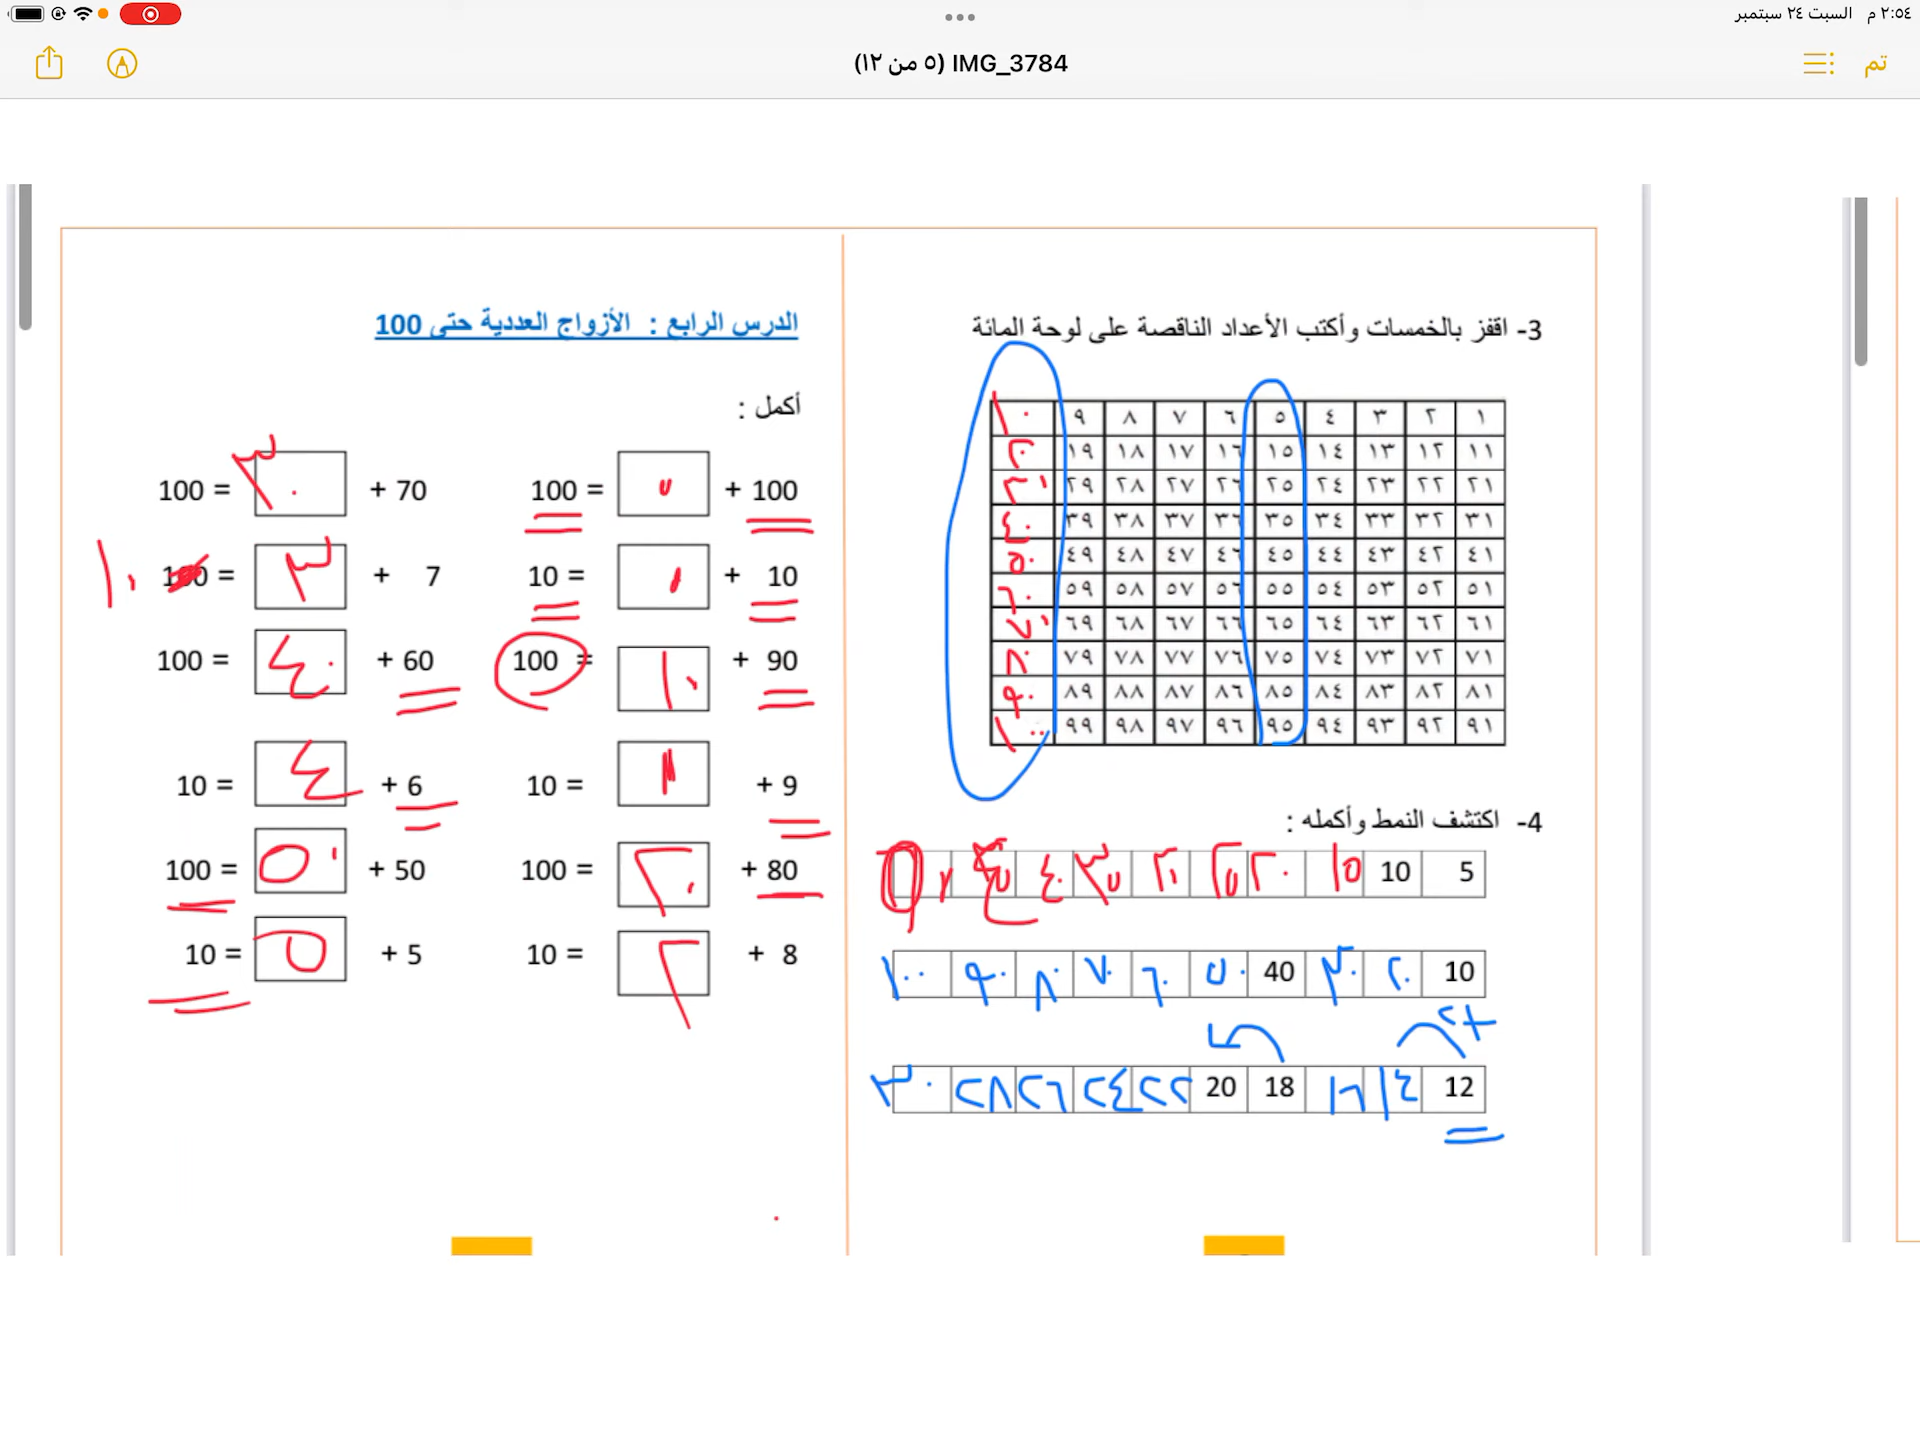 ٢:٥٤ م السبت ٢٤ سبتمبر
تم
IMG_3784 (٥ من ١٢)
3- اقفز بالخمسات وأكتب الأعداد الناقصة على لوحة المائة
١ ٢ ٣ ٤ ٥ ٦ ٧ ٨ ٩ ١٠
١١ ١٢ ١٣ ١٤ ١٥ ١٦ ١٧ ١٨ ١٩ ٢٠
٢١ ٢٢ ٢٣ ٢٤ ٢٥ ٢٦ ٢٧ ٢٨ ٢٩ ٣٠
٣١ ٣٢ ٣٣ ٣٤ ٣٥ ٣٦ ٣٧ ٣٨ ٣٩ ٤٠
٤١ ٤٢ ٤٣ ٤٤ ٤٥ ٤٦ ٤٧ ٤٨ ٤٩ ٥٠
٥١ ٥٢ ٥٣ ٥٤ ٥٥ ٥٦ ٥٧ ٥٨ ٥٩ ٦٠
٦١ ٦٢ ٦٣ ٦٤ ٦٥ ٦٦ ٦٧ ٦٨ ٦٩ ٧٠
٧١ ٧٢ ٧٣ ٧٤ ٧٥ ٧٦ ٧٧ ٧٨ ٧٩ ٨٠
٨١ ٨٢ ٨٣ ٨٤ ٨٥ ٨٦ ٨٧ ٨٨ ٨٩ ٩٠
٩١ ٩٢ ٩٣ ٩٤ ٩٥ ٩٦ ٩٧ ٩٨ ٩٩ ١٠٠
4- اكتشف النمط وأكمله :
5 10 ١٥ ٢٠ ٢٥ ٣٠ ٣٥ ٤٠ ٤٥
10 ٢٠ ٣٠ 40 ٥٠ ٦٠ ٧٠ ٨٠ ٩٠ ١٠٠
+٢
12 ١٤ ١٦ 18 20 ٢٢ ٢٤ ٢٦ ٢٨ ٣٠
الدرس الرابع : الأزواج العددية حتى 100
أكمل :
100 + ٠ = 100
70 + ٣٠ = 100
10 + ٠ = 10
7 + ٣ = ١٠
90 + ١٠ = 100
60 + ٤٠ = 100
9 + ١ = 10
6 + ٤ = 10
80 + ٢٠ = 100
50 + ٥٠ = 100
8 + ٢ = 10
5 + ٥ = 10